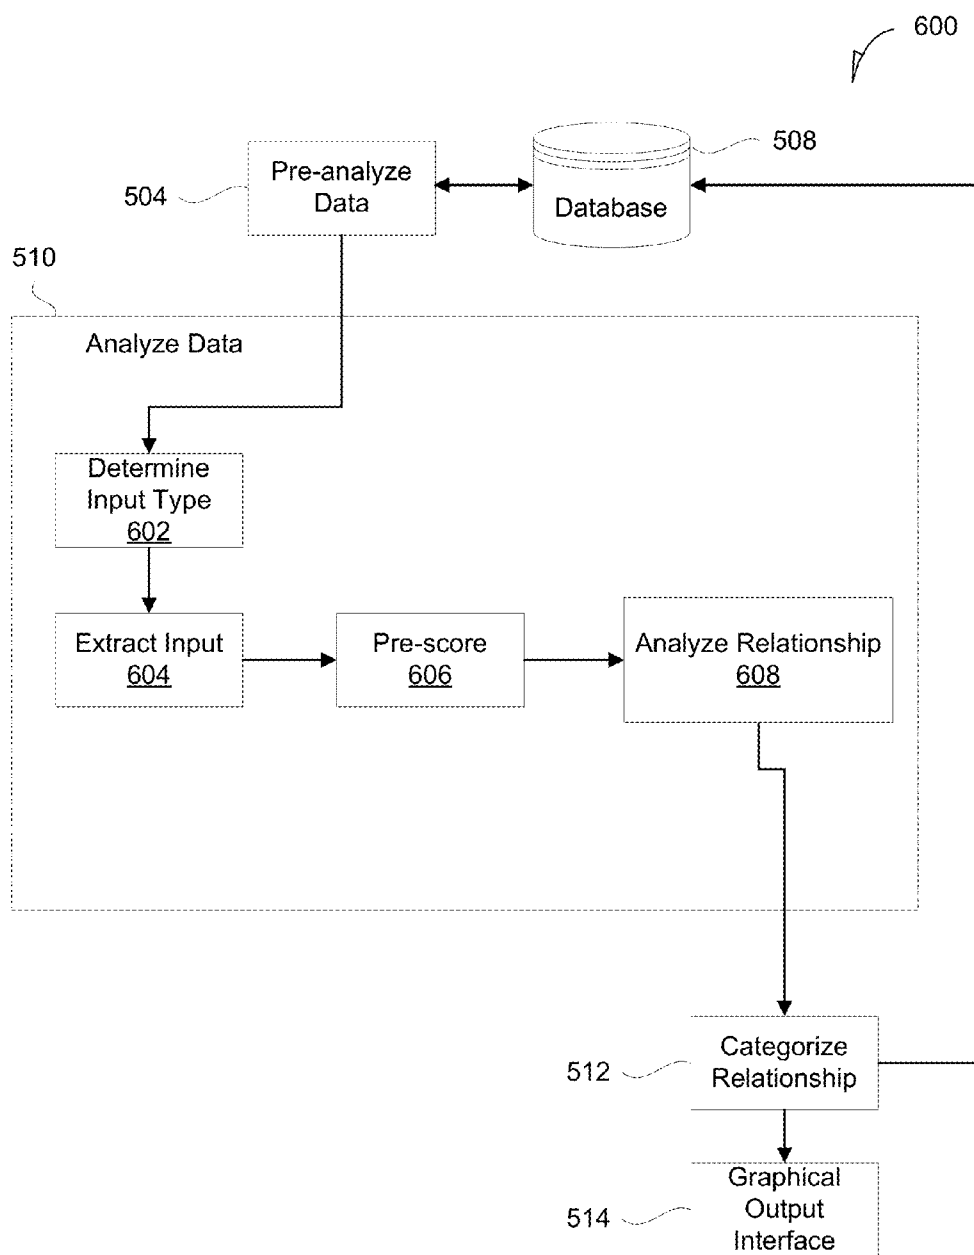 600
508
Pre-analyze
Data
504
Database
510
Analyze Data
Determine
Input Type
602
Extract Input
604
Pre-score
606
Analyze Relationship
608
Categorize
Relationship
512
Graphical
Output
Interface
514